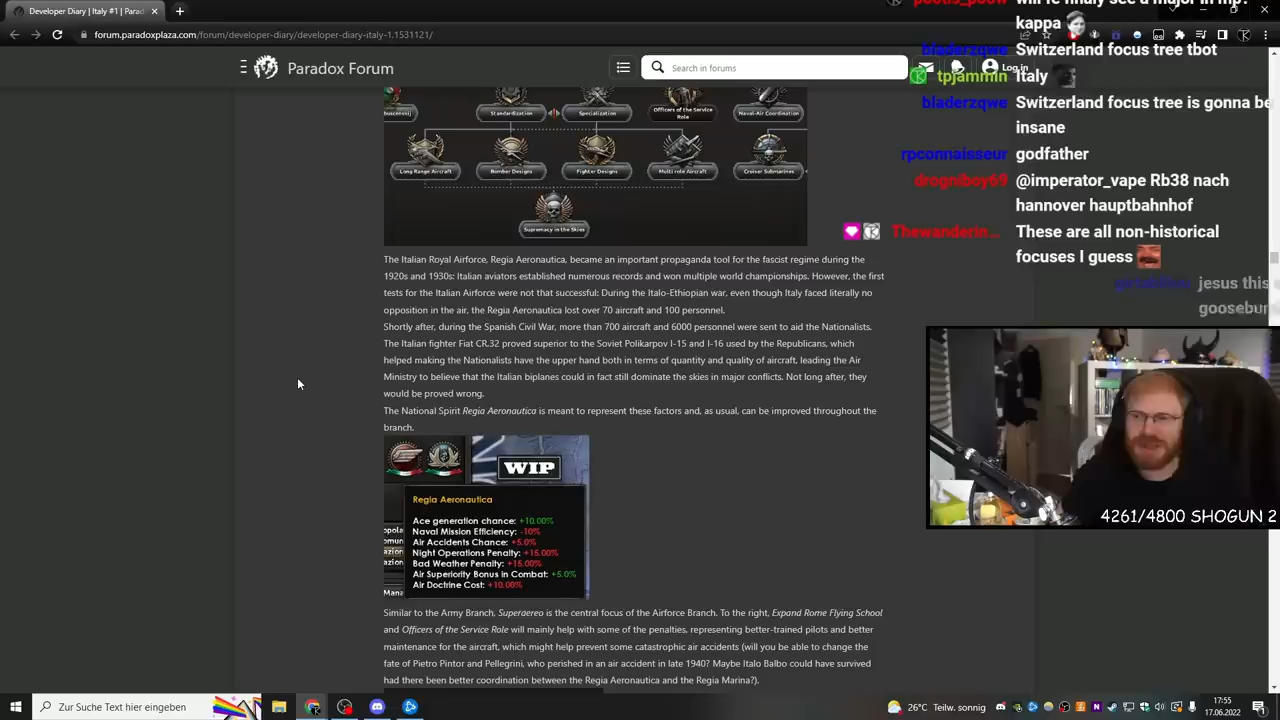 Developer Diary | Italy #1 | Parad
forum.paradoxplaza.com/forum/developer-diary/developer-diary-italy-1.1531121/
Paradox Forum
Search in forums
Log in
Standardization
Specialization
Officers of the Service Role
Naval-Air Coordination
Long Range Aircraft
Bomber Designs
Fighter Designs
Multi role Aircraft
Cruiser Submarines
Supremacy in the Skies
The Italian Royal Airforce, Regia Aeronautica, became an important propaganda tool for the fascist regime during the
1920s and 1930s: Italian aviators established numerous records and won multiple world championships. However, the first
tests for the Italian Airforce were not that successful: During the Italo-Ethiopian war, even though Italy faced literally no
opposition in the air, the Regia Aeronautica lost over 70 aircraft and 100 personnel.
Shortly after, during the Spanish Civil War, more than 700 aircraft and 6000 personnel were sent to aid the Nationalists.
The Italian fighter Fiat CR.32 proved superior to the Soviet Polikarpov I-15 and I-16 used by the Republicans, which
helped making the Nationalists have the upper hand both in terms of quantity and quality of aircraft, leading the Air
Ministry to believe that the Italian biplanes could in fact still dominate the skies in major conflicts. Not long after, they
would be proved wrong.
The National Spirit Regia Aeronautica is meant to represent these factors and, as usual, can be improved throughout the
branch.
WIP
Regia Aeronautica
Ace generation chance: +10.00%
Naval Mission Efficiency: -10%
Air Accidents Chance: +5.0%
Night Operations Penalty: +15.00%
Bad Weather Penalty: +15.00%
Air Superiority Bonus in Combat: +5.0%
Air Doctrine Cost: +10.00%
Similar to the Army Branch, Superaereo is the central focus of the Airforce Branch. To the right, Expand Rome Flying School
and Officers of the Service Role will mainly help with some of the penalties, representing better-trained pilots and better
maintenance for the aircraft, which might help prevent some catastrophic air accidents (will you be able to change the
fate of Pietro Pintor and Pellegrini, who perished in an air accident in late 1940? Maybe Italo Balbo could have survived
had there been better coordination between the Regia Aeronautica and the Regia Marina?).
kappa
bladerzqwe Switzerland focus tree tbot
tpjammin Italy
bladerzqwe Switzerland focus tree is gonna be
insane
rpconnaisseur godfather
drogniboy69 @imperator_vape Rb38 nach
hannover hauptbahnhof
Thewanderin... These are all non-historical
focuses I guess
jesus this
4261/4800 SHOGUN 2
Zur Suche Text hier eingeben
26°C Teilw. sonnig
17:55
17.06.2022